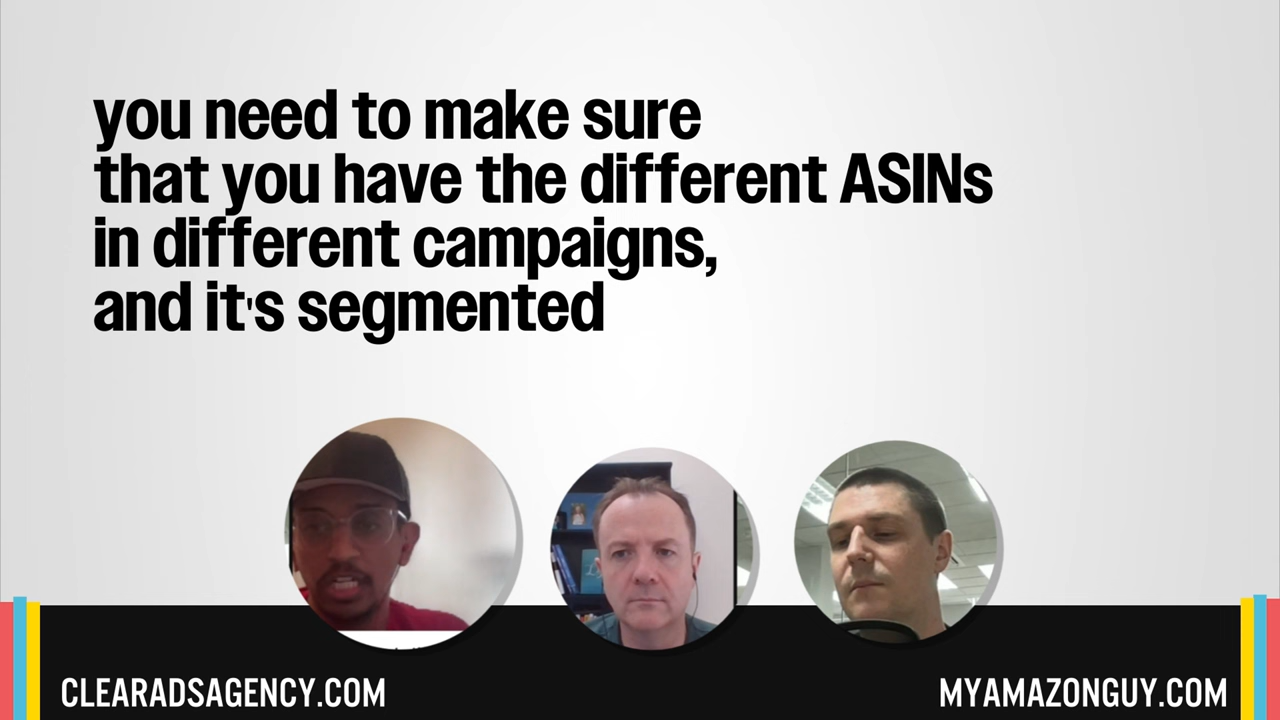 you need to make sure
that you have the different ASINs
in different campaigns,
and it's segmented
CLEARADSAGENCY.COM
MYAMAZONGUY.COM